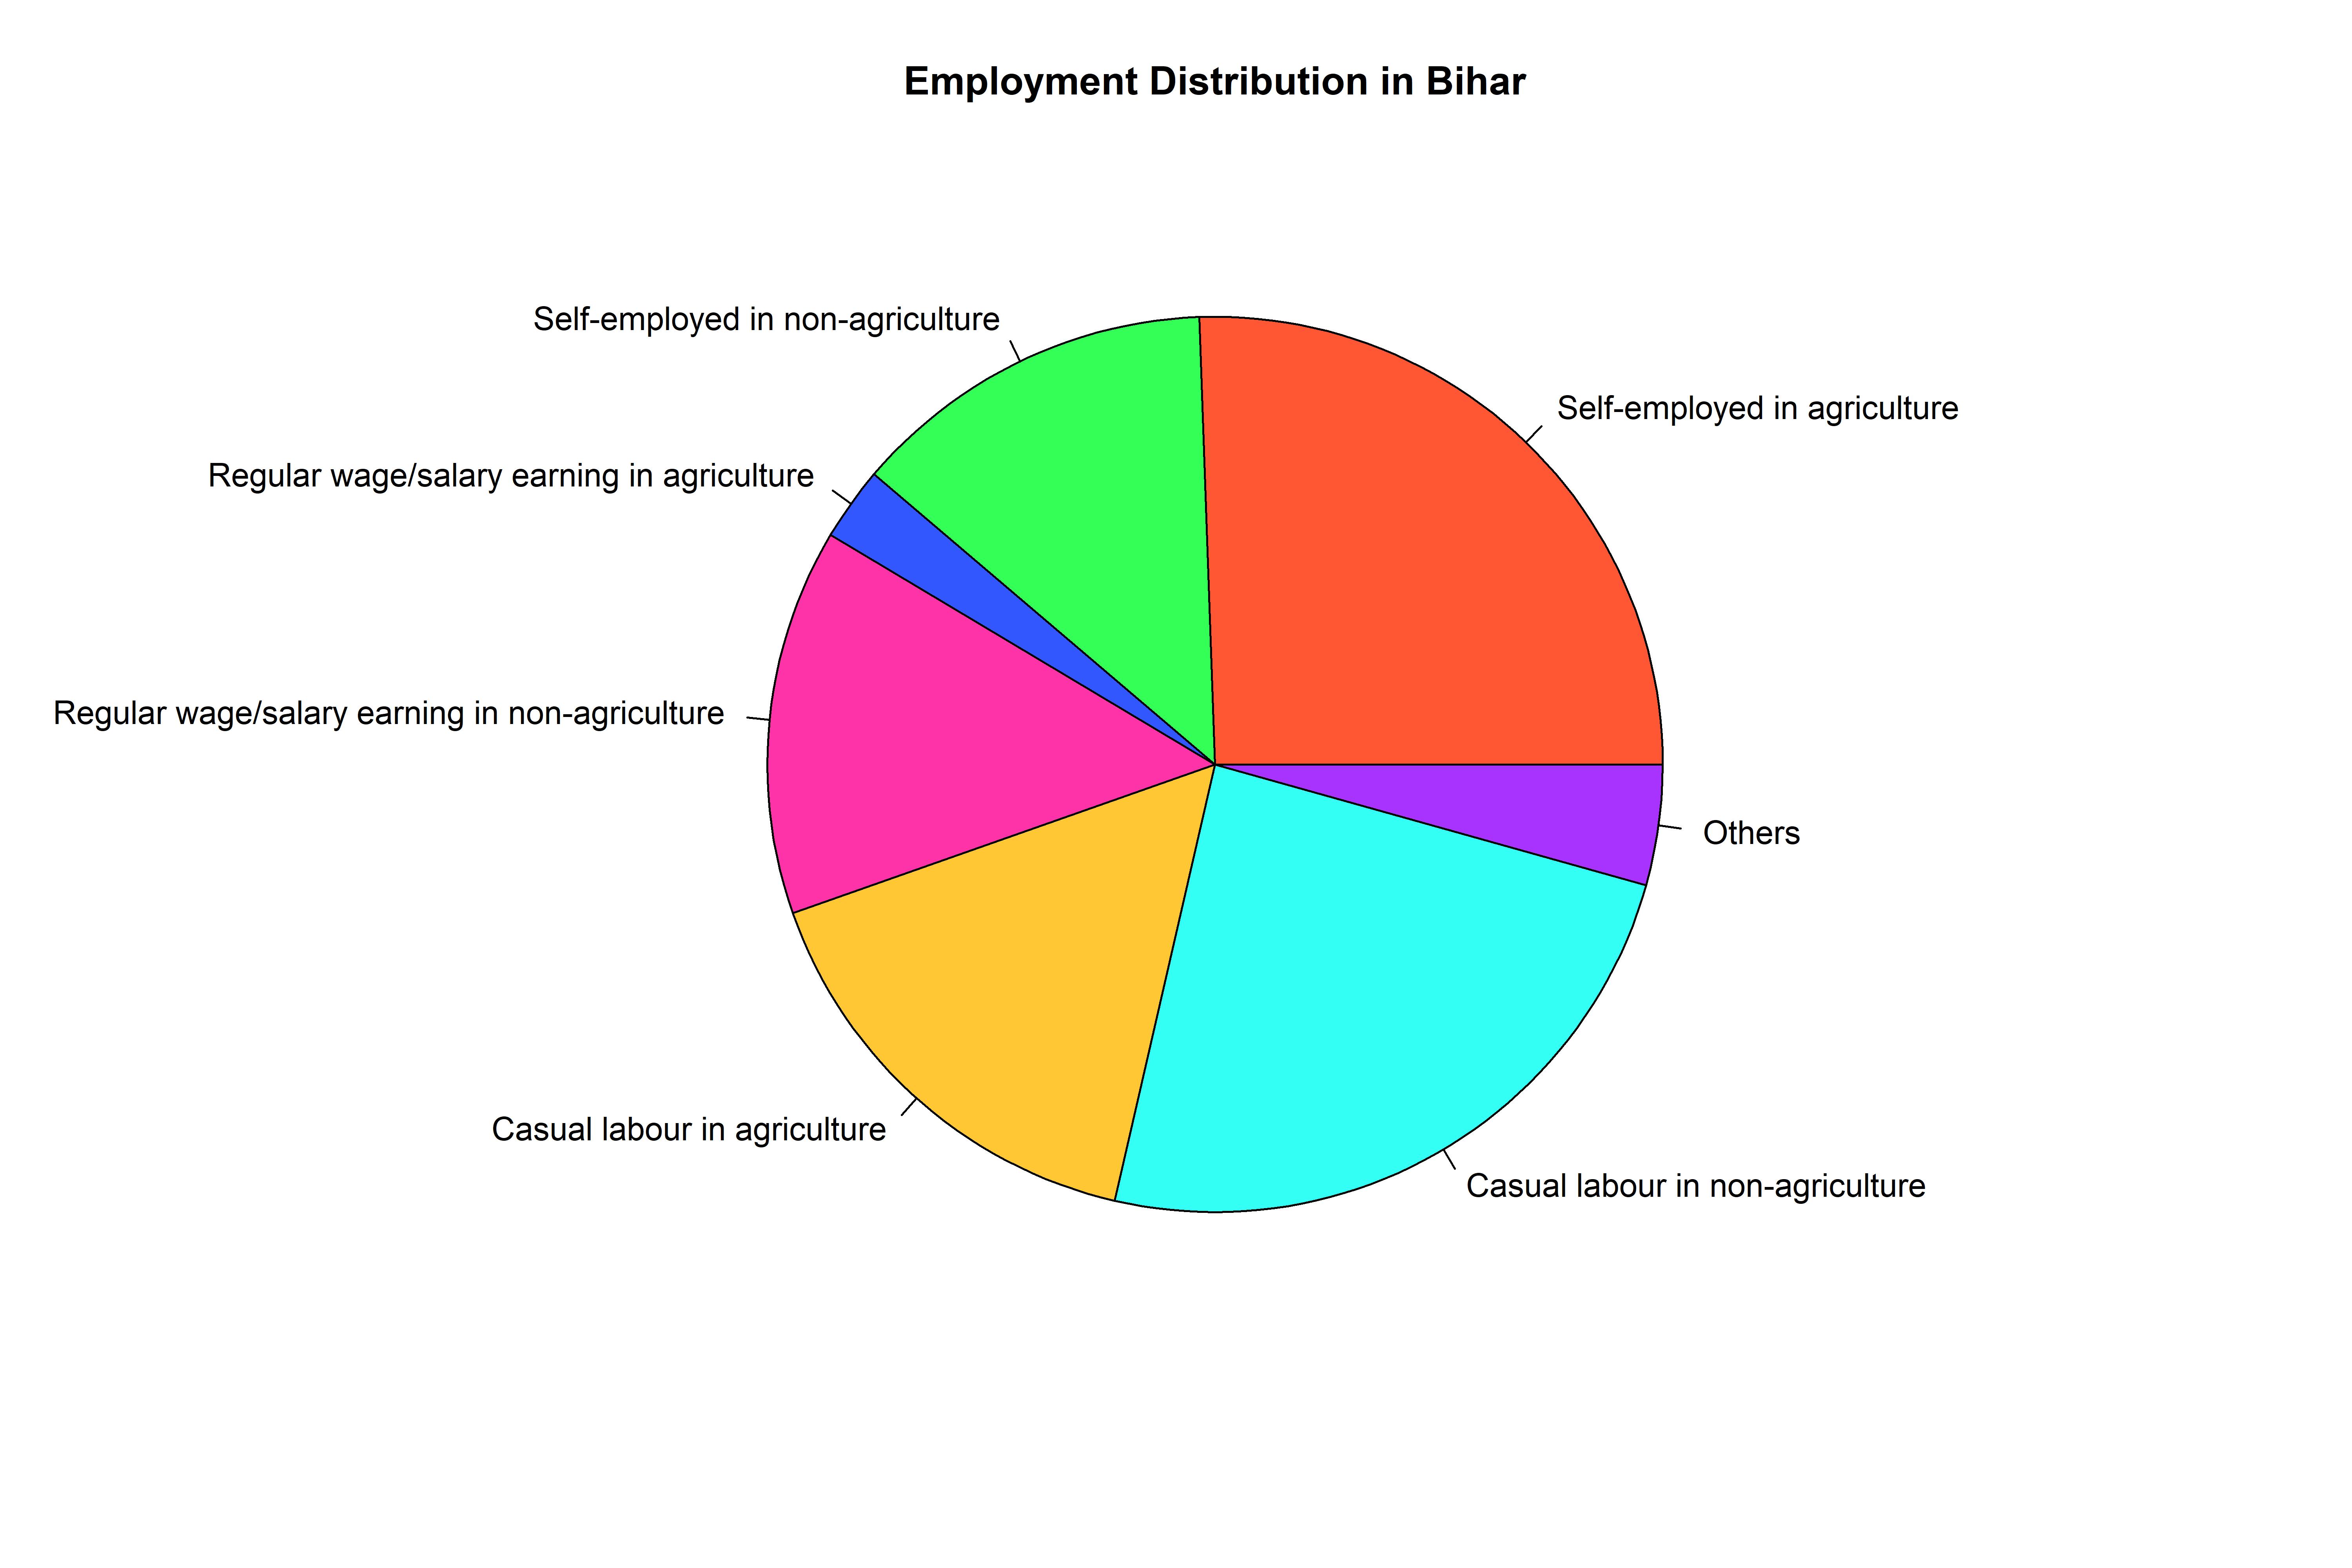 Employment Distribution in Bihar
Self-employed in non-agriculture
Self-employed in agriculture
Regular wage/salary earning in agriculture
Regular wage/salary earning in non-agriculture
Others
Casual labour in agriculture
Casual labour in non-agriculture